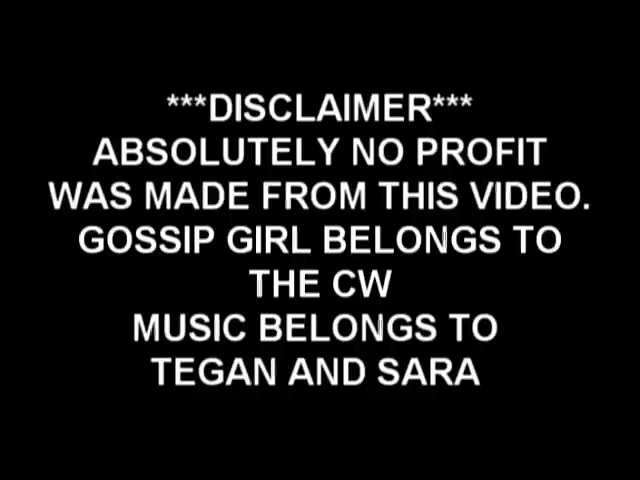 ***DISCLAIMER***
ABSOLUTELY NO PROFIT
WAS MADE FROM THIS VIDEO.
GOSSIP GIRL BELONGS TO
THE CW
MUSIC BELONGS TO
TEGAN AND SARA